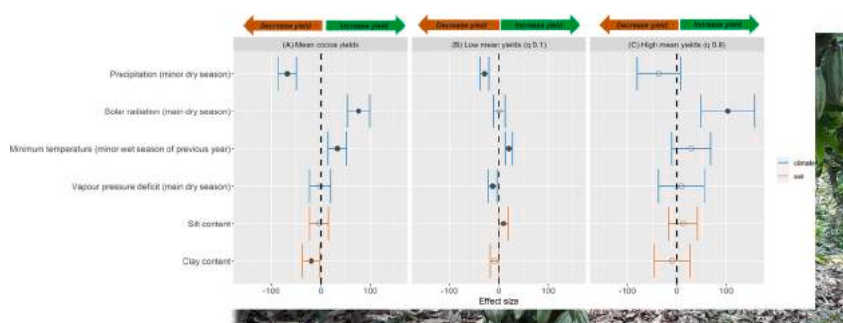 Decrease yield Increase yield Decrease yield Increase yield Decrease yield Increase yield
(A) Mean cocoa yields (B) Low mean yields (q 0.1) (C) High mean yields (q 0.9)
Precipitation (minor dry season)
Solar radiation (main dry season)
Minimum temperature (minor wet season of previous year)
Vapour pressure deficit (main dry season)
Silt content
Clay content
climate
soil
-100 0 100 -100 0 100 -100 0 100
Effect size